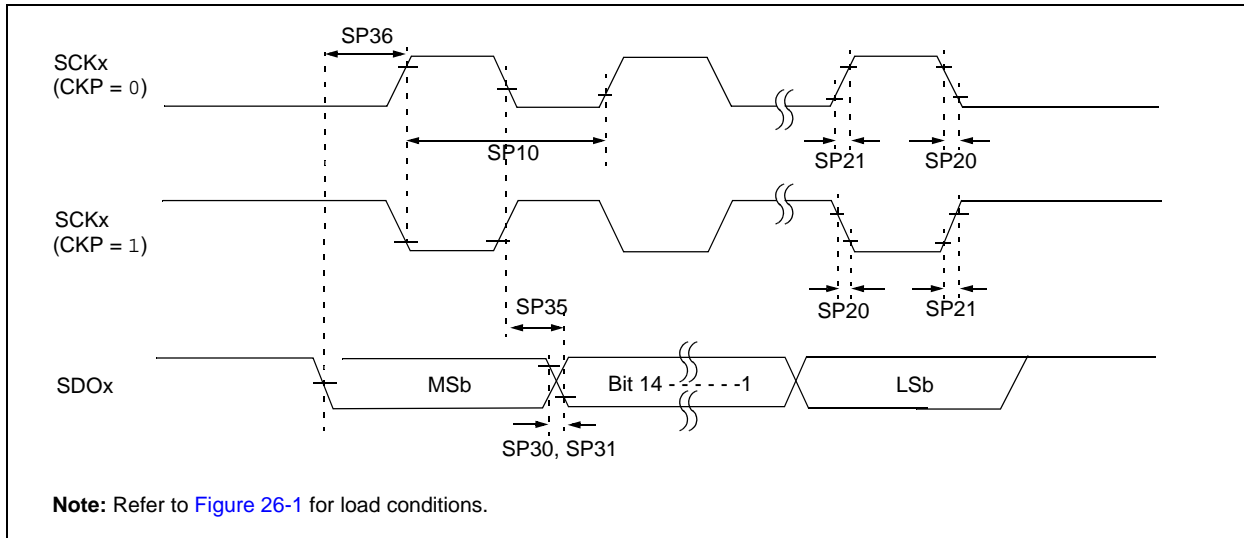 SP36
SCKx
(CKP = 0)
SP10
SP21
SP20
SCKx
(CKP = 1)
SP35
SP20
SP21
SDOx
MSb
Bit 14 - - - - - -1
LSb
SP30, SP31
Note: Refer to Figure 26-1 for load conditions.